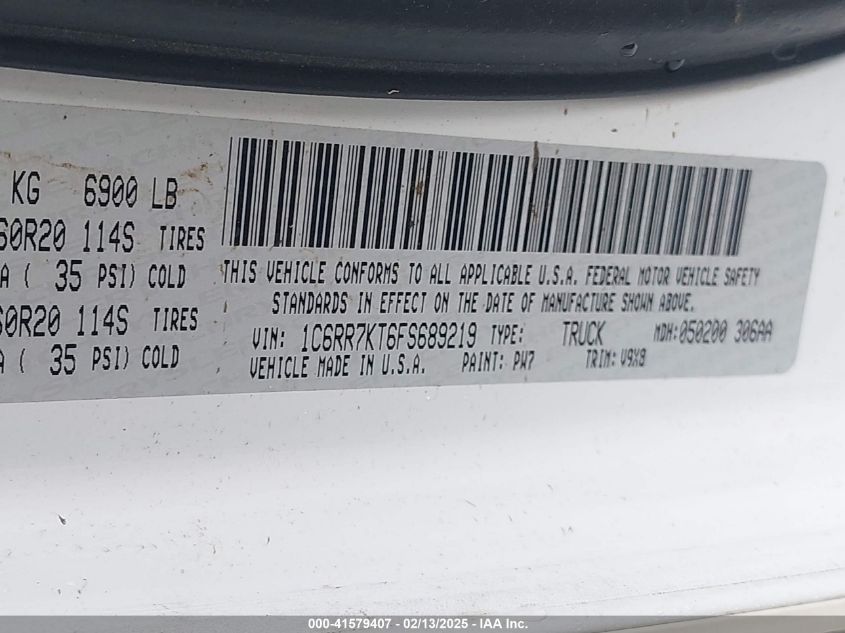 KG 6900 LB
60R20 114S TIRES
A ( 35 PSI) COLD
60R20 114S TIRES
A ( 35 PSI) COLD
THIS VEHICLE CONFORMS TO ALL APPLICABLE U.S.A. FEDERAL MOTOR VEHICLE SAFETY
STANDARDS IN EFFECT ON THE DATE OF MANUFACTURE SHOWN ABOVE.
VIN: 1C6RR7KT6FS689219 TYPE: TRUCK MDH:050200 306AA
VEHICLE MADE IN U.S.A. PAINT: PW7 TRIM: V9X9
000-41579407 - 02/13/2025 - IAA Inc.